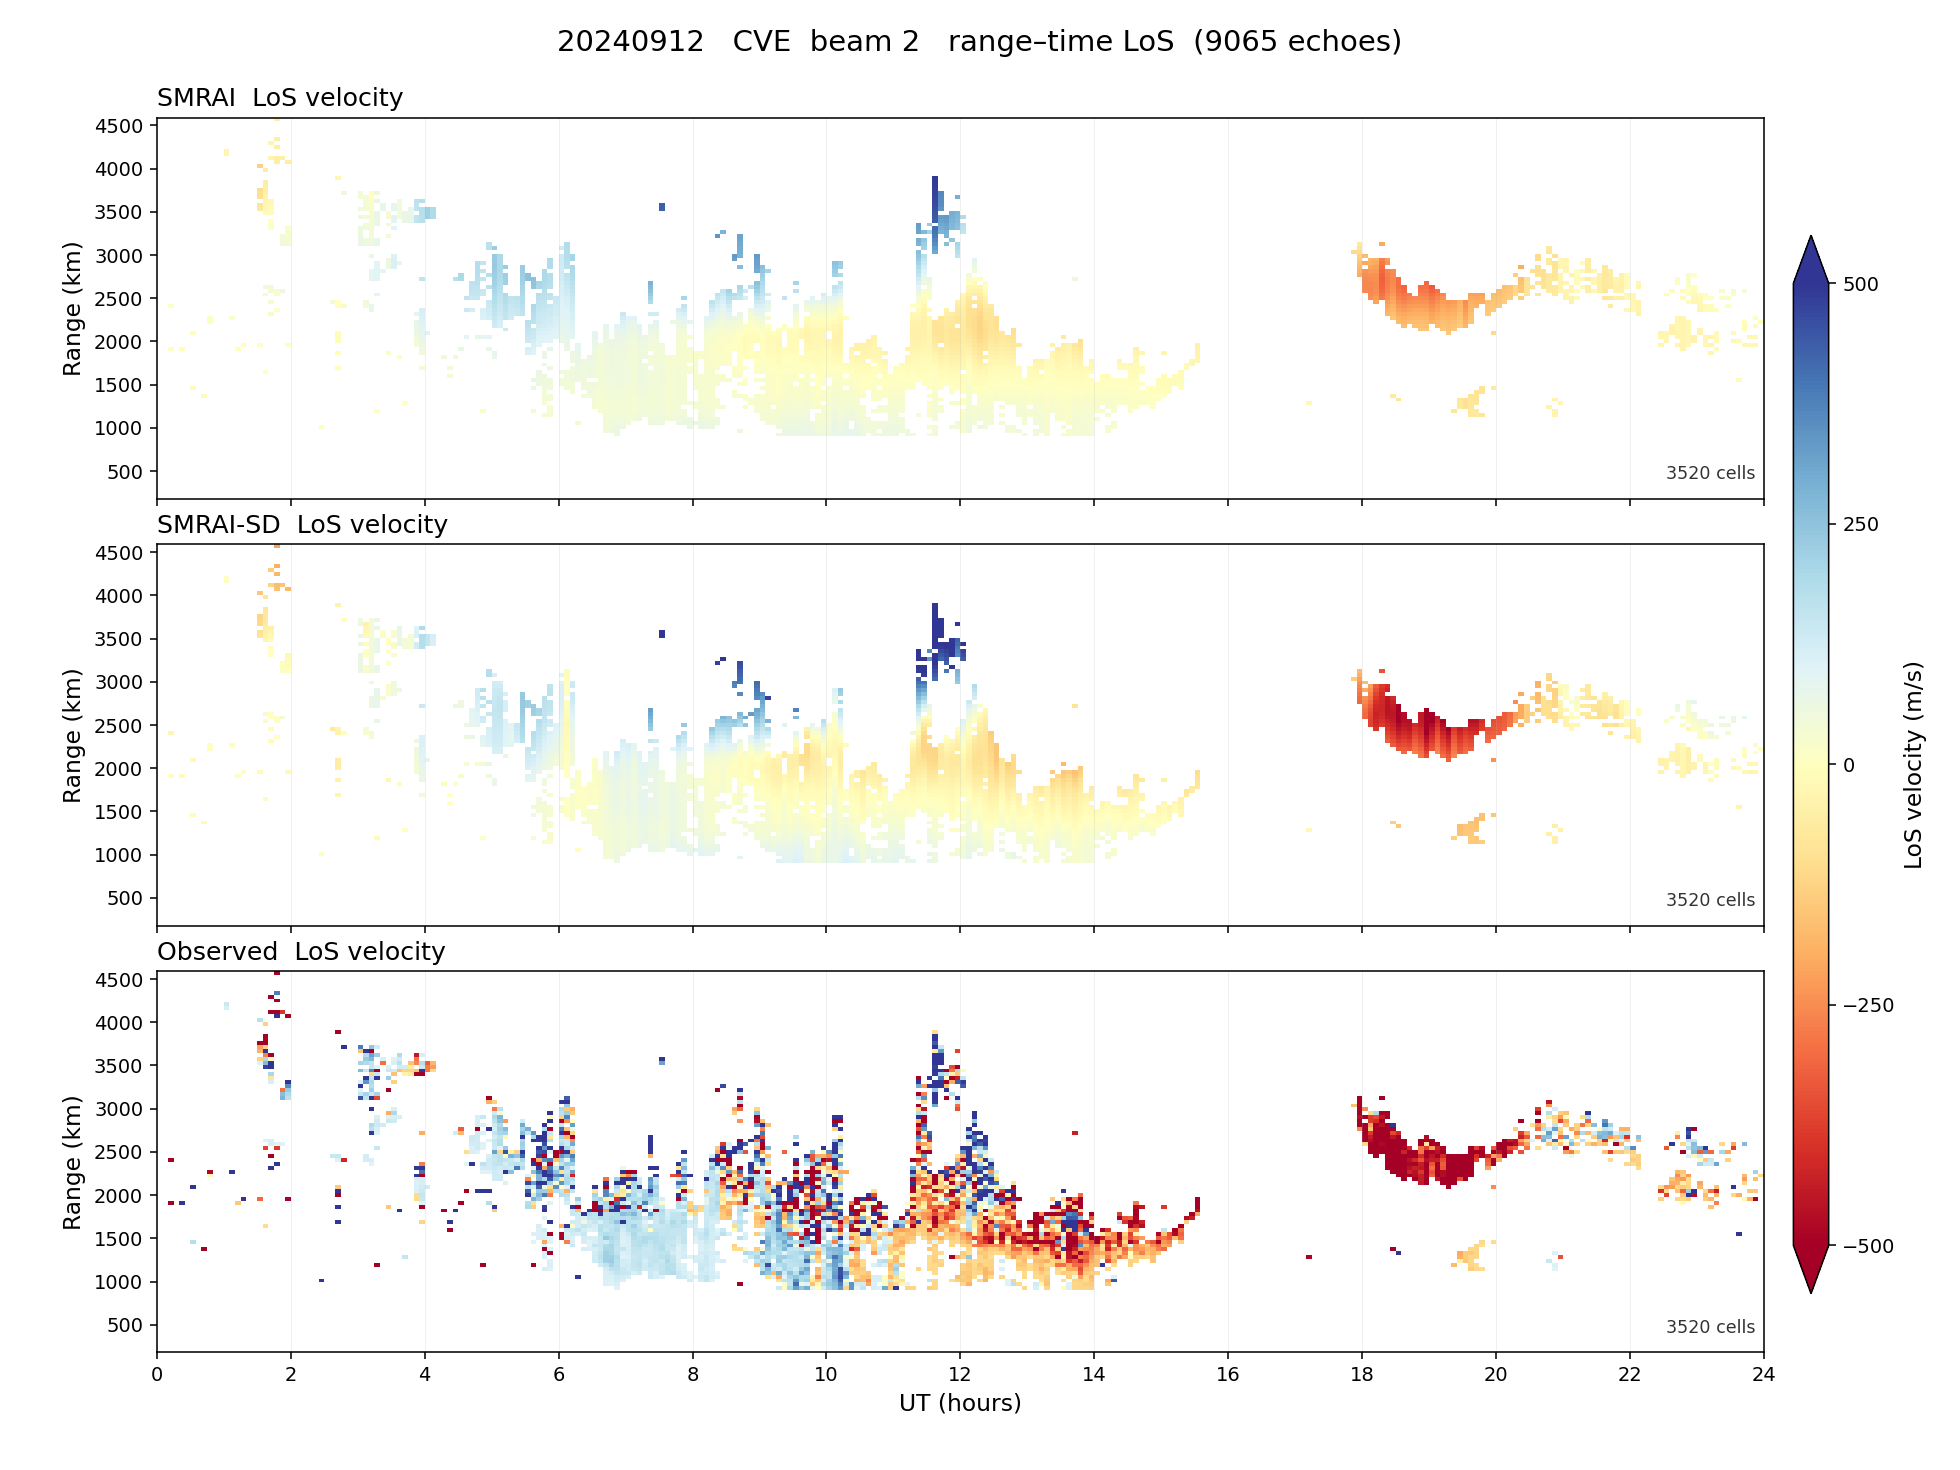 20240912   CVE  beam 2   range–time LoS  (9065 echoes)
SMRAI  LoS velocity
4500
4000
3500
3000
2500
2000
1500
1000
500
Range (km)
3520 cells
SMRAI-SD  LoS velocity
4500
4000
3500
3000
2500
2000
1500
1000
500
Range (km)
3520 cells
Observed  LoS velocity
4500
4000
3500
3000
2500
2000
1500
1000
500
Range (km)
3520 cells
0 2 4 6 8 10 12 14 16 18 20 22 24
UT (hours)
500
250
0
−250
−500
LoS velocity (m/s)